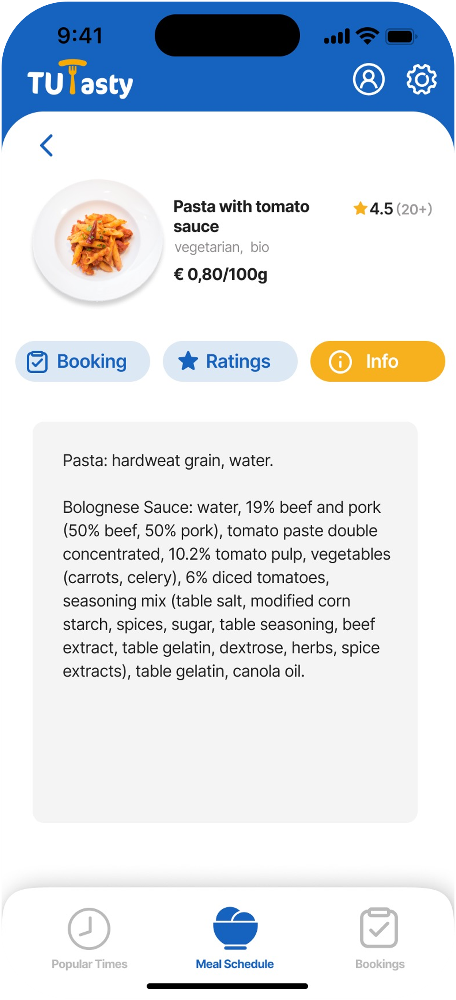 9:41
TUTasty
Pasta with tomato
sauce
4.5 (20+)
vegetarian, bio
€ 0,80/100g
Booking
Ratings
Info
Pasta: hardweat grain, water.
Bolognese Sauce: water, 19% beef and pork
(50% beef, 50% pork), tomato paste double
concentrated, 10.2% tomato pulp, vegetables
(carrots, celery), 6% diced tomatoes,
seasoning mix (table salt, modified corn
starch, spices, sugar, table seasoning, beef
extract, table gelatin, dextrose, herbs, spice
extracts), table gelatin, canola oil.
Popular Times
Meal Schedule
Bookings